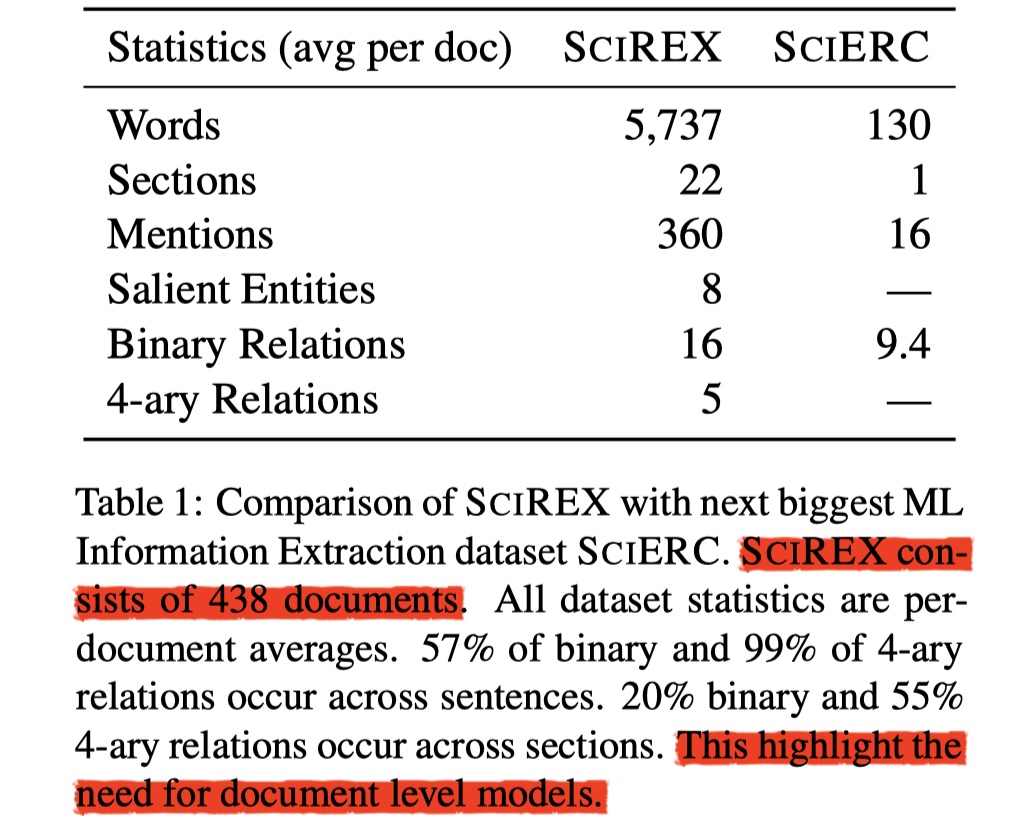 Statistics (avg per doc) SCIREX SCIERC
Words 5,737 130
Sections 22 1
Mentions 360 16
Salient Entities 8 —
Binary Relations 16 9.4
4-ary Relations 5 —
Table 1: Comparison of SCIREX with next biggest ML
Information Extraction dataset SCIERC. SCIREX con-
sists of 438 documents. All dataset statistics are per-
document averages. 57% of binary and 99% of 4-ary
relations occur across sentences. 20% binary and 55%
4-ary relations occur across sections. This highlight the
need for document level models.